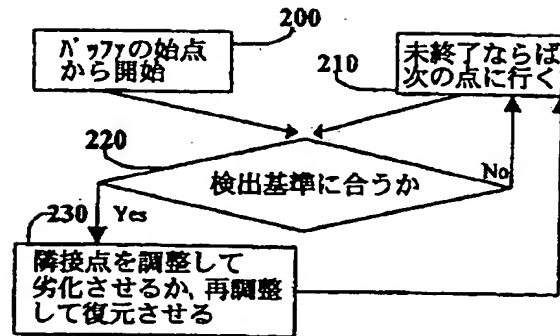 200
バッファの始点
から開始
210
未終了ならば
次の点に行く
220
検出基準に合うか
No
230
Yes
隣接点を調整して
劣化させるか、再調整
して復元させる